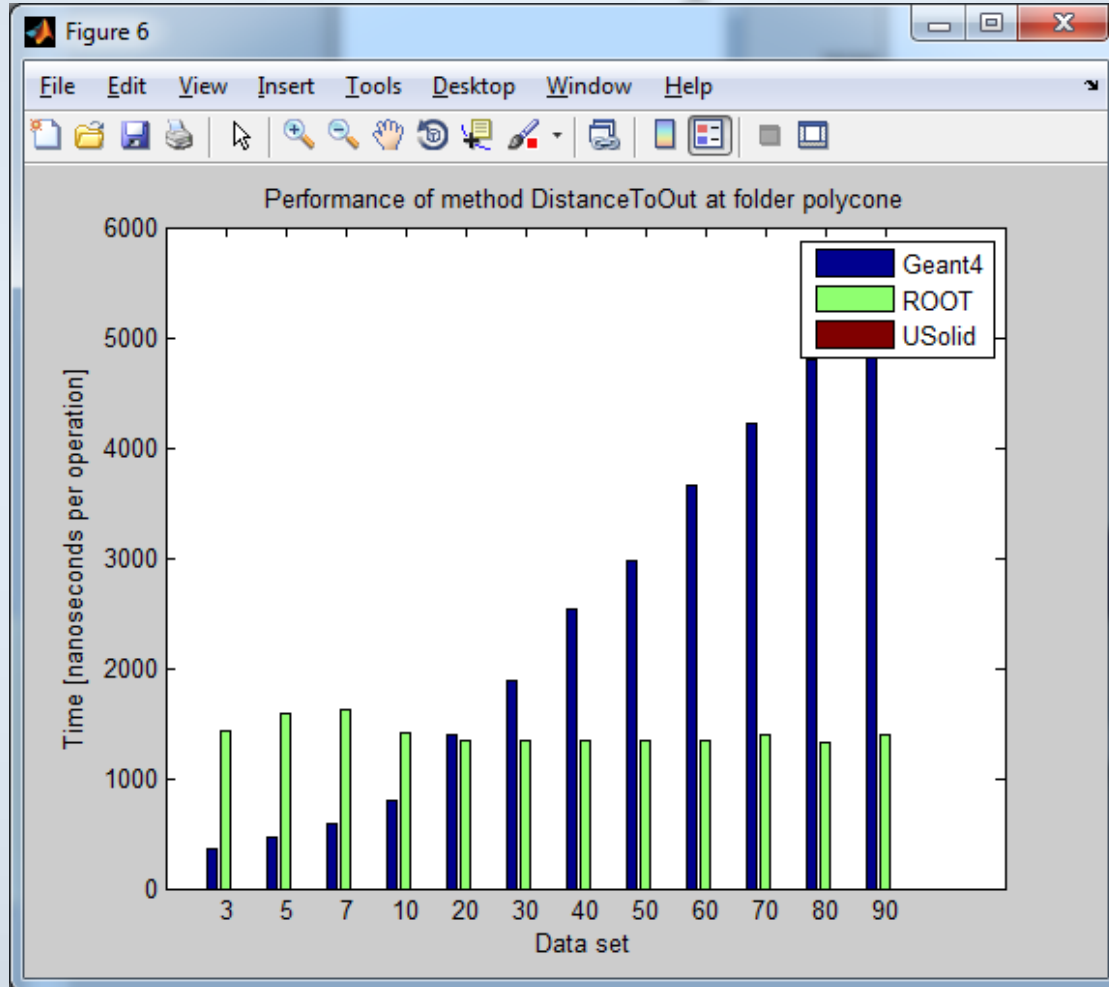 Figure 6
File Edit View Insert Tools Desktop Window Help
Performance of method DistanceToOut at folder polycone
6000
5000
4000
3000
2000
1000
0
Time [nanoseconds per operation]
Geant4
ROOT
USolid
3 5 7 10 20 30 40 50 60 70 80 90
Data set